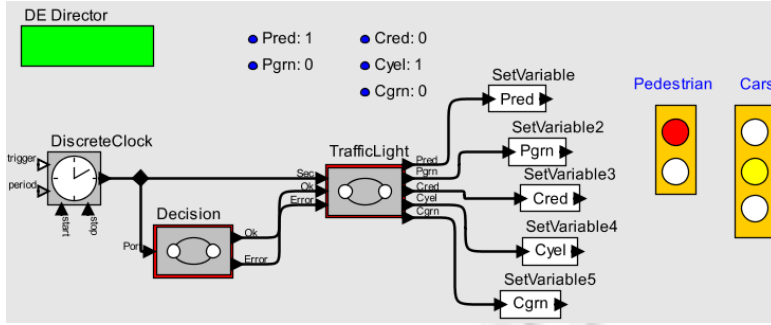 DE Director
Pred: 1
Cred: 0
Pgrn: 0
Cyel: 1
Cgrn: 0
SetVariable
Pred
Pedestrian
Cars
DiscreteClock
trigger
period
start
stop
TrafficLight
Sec
Ok
Error
Pred
Pgrn
Cred
Cyel
Cgrn
SetVariable2
Pgrn
SetVariable3
Cred
Decision
Port
Ok
Error
SetVariable4
Cyel
SetVariable5
Cgrn